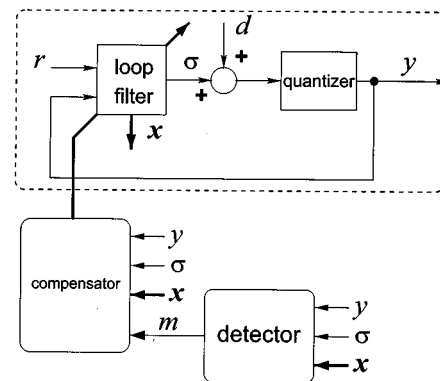 d
r
loop
filter
σ
+
+
quantizer
y
x
compensator
y
σ
x
m
detector
y
σ
x